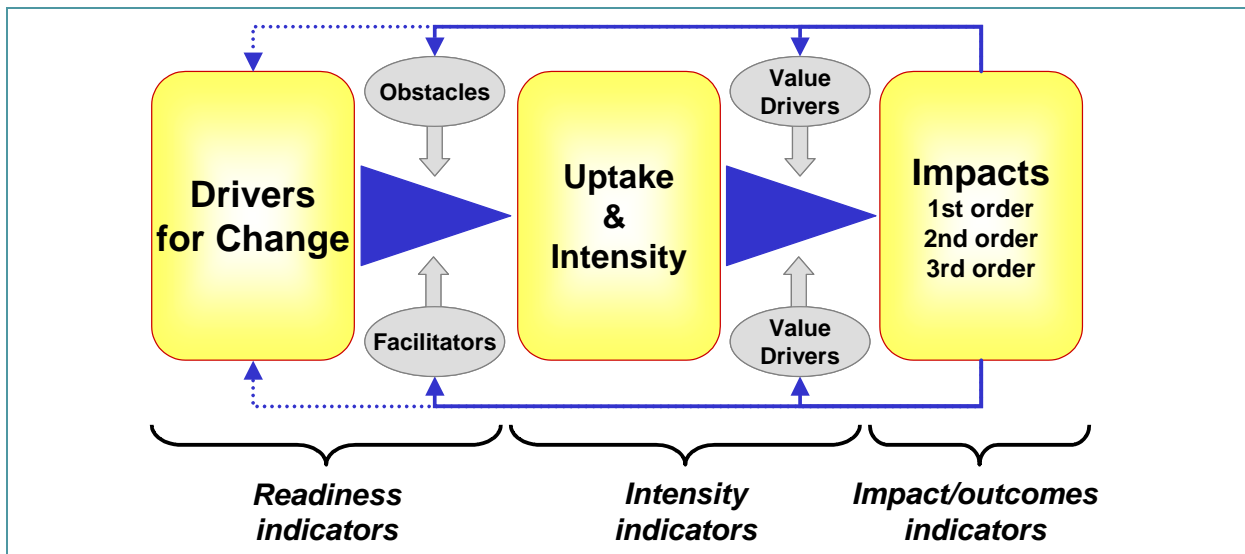 Drivers
for Change
Obstacles
Facilitators
Uptake
&
Intensity
Value
Drivers
Value
Drivers
Impacts
1st order
2nd order
3rd order
Readiness
indicators
Intensity
indicators
Impact/outcomes
indicators